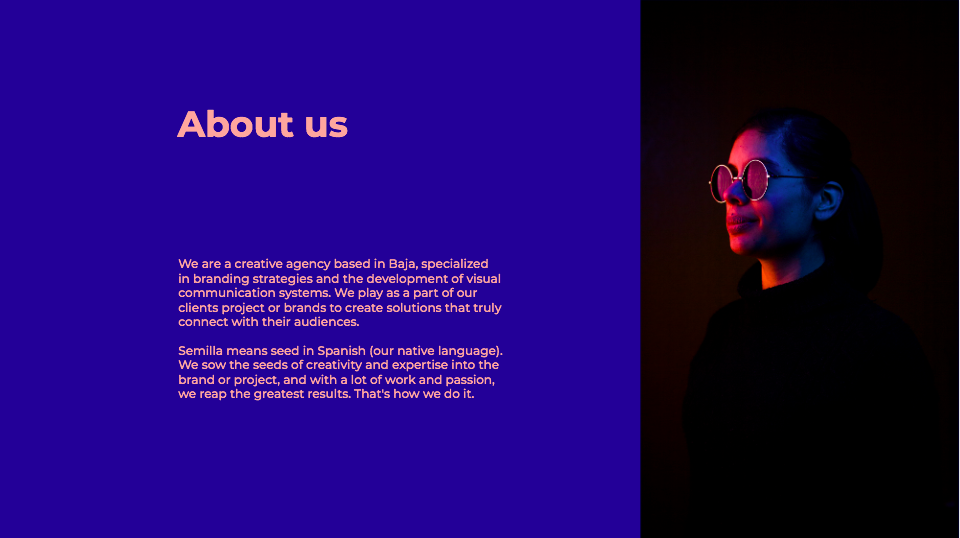 About us
We are a creative agency based in Baja, specialized
in branding strategies and the development of visual
communication systems. We play as a part of our
clients project or brands to create solutions that truly
connect with their audiences.
Semilla means seed in Spanish (our native language).
We sow the seeds of creativity and expertise into the
brand or project, and with a lot of work and passion,
we reap the greatest results. That's how we do it.